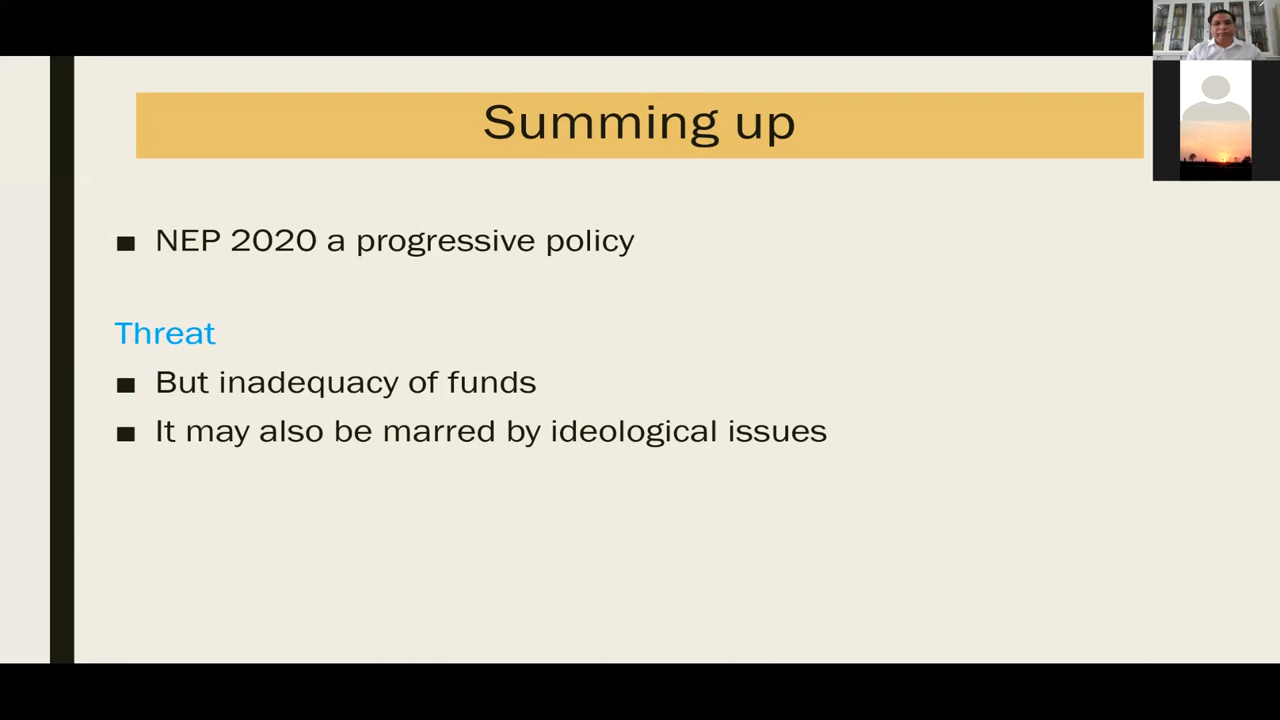 Summing up
■ NEP 2020 a progressive policy
Threat
■ But inadequacy of funds
■ It may also be marred by ideological issues